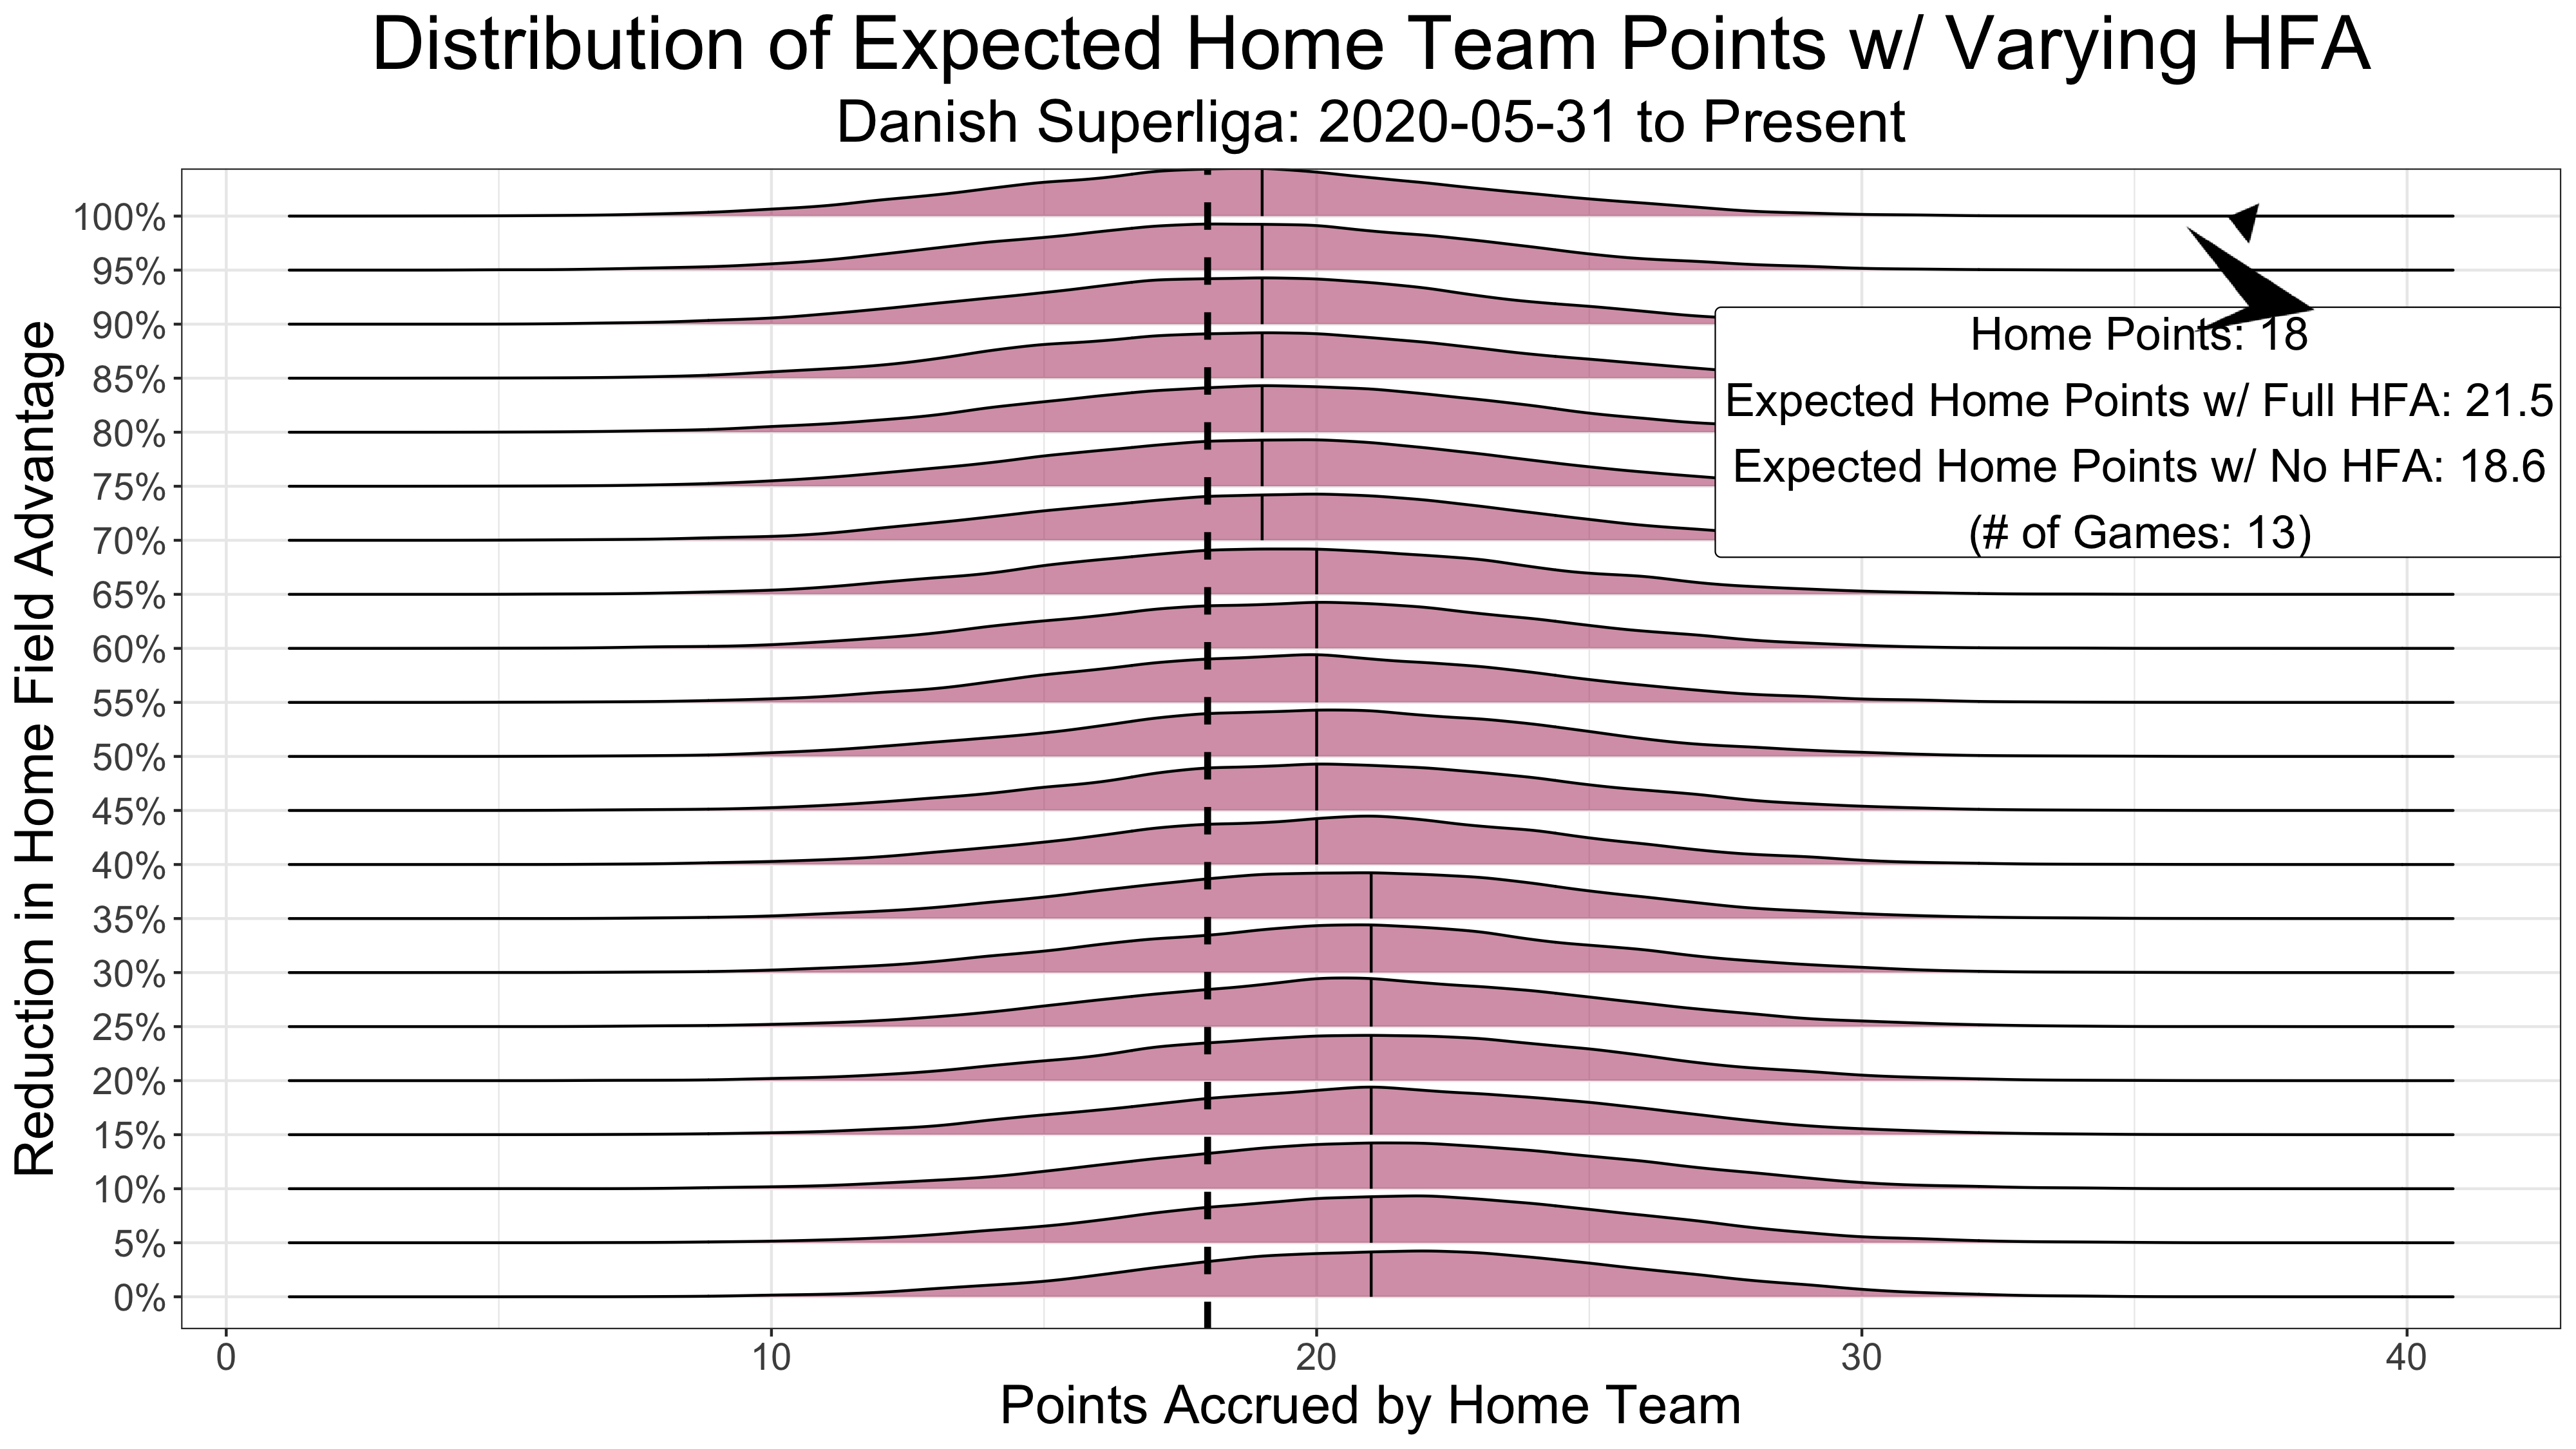 Distribution of Expected Home Team Points w/ Varying HFA
Danish Superliga: 2020-05-31 to Present
Reduction in Home Field Advantage
100%
95%
90%
85%
80%
75%
70%
65%
60%
55%
50%
45%
40%
35%
30%
25%
20%
15%
10%
5%
0%
Home Points: 18
Expected Home Points w/ Full HFA: 21.5
Expected Home Points w/ No HFA: 18.6
(# of Games: 13)
0 10 20 30 40
Points Accrued by Home Team